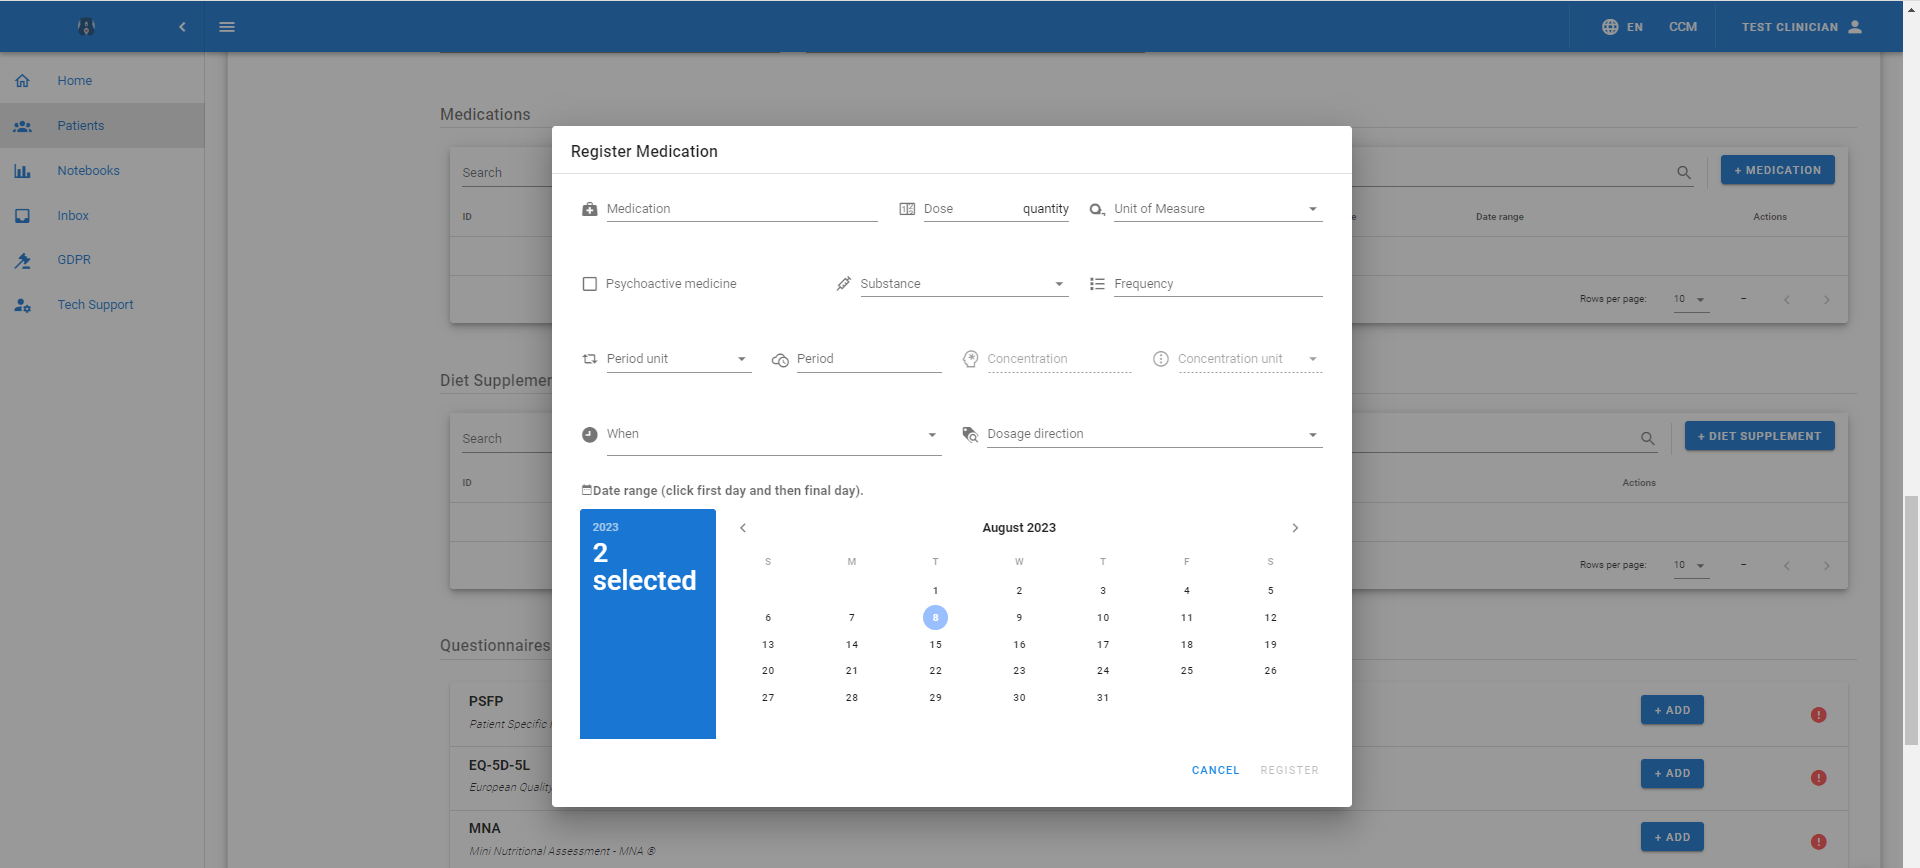 EN CCM TEST CLINICIAN
Home
Patients
Notebooks
Inbox
GDPR
Tech Support
Medications
Search
+ MEDICATION
ID Date range Actions
Rows per page: 10 –
Register Medication
Medication Dose quantity Unit of Measure
Psychoactive medicine Substance Frequency
Period unit Period Concentration Concentration unit
When Dosage direction
Date range (click first day and then final day).
2023
2
selected
August 2023
S M T W T F S
1 2 3 4 5
6 7 8 9 10 11 12
13 14 15 16 17 18 19
20 21 22 23 24 25 26
27 28 29 30 31
CANCEL REGISTER
Diet
Search
+ DIET SUPPLEMENT
ID Actions
Rows per page: 10 –
Questionnaires
PSFP
Patient Specific
+ ADD
EQ-5D-5L
European Quality
+ ADD
MNA
Mini Nutritional Assessment - MNA ®
+ ADD